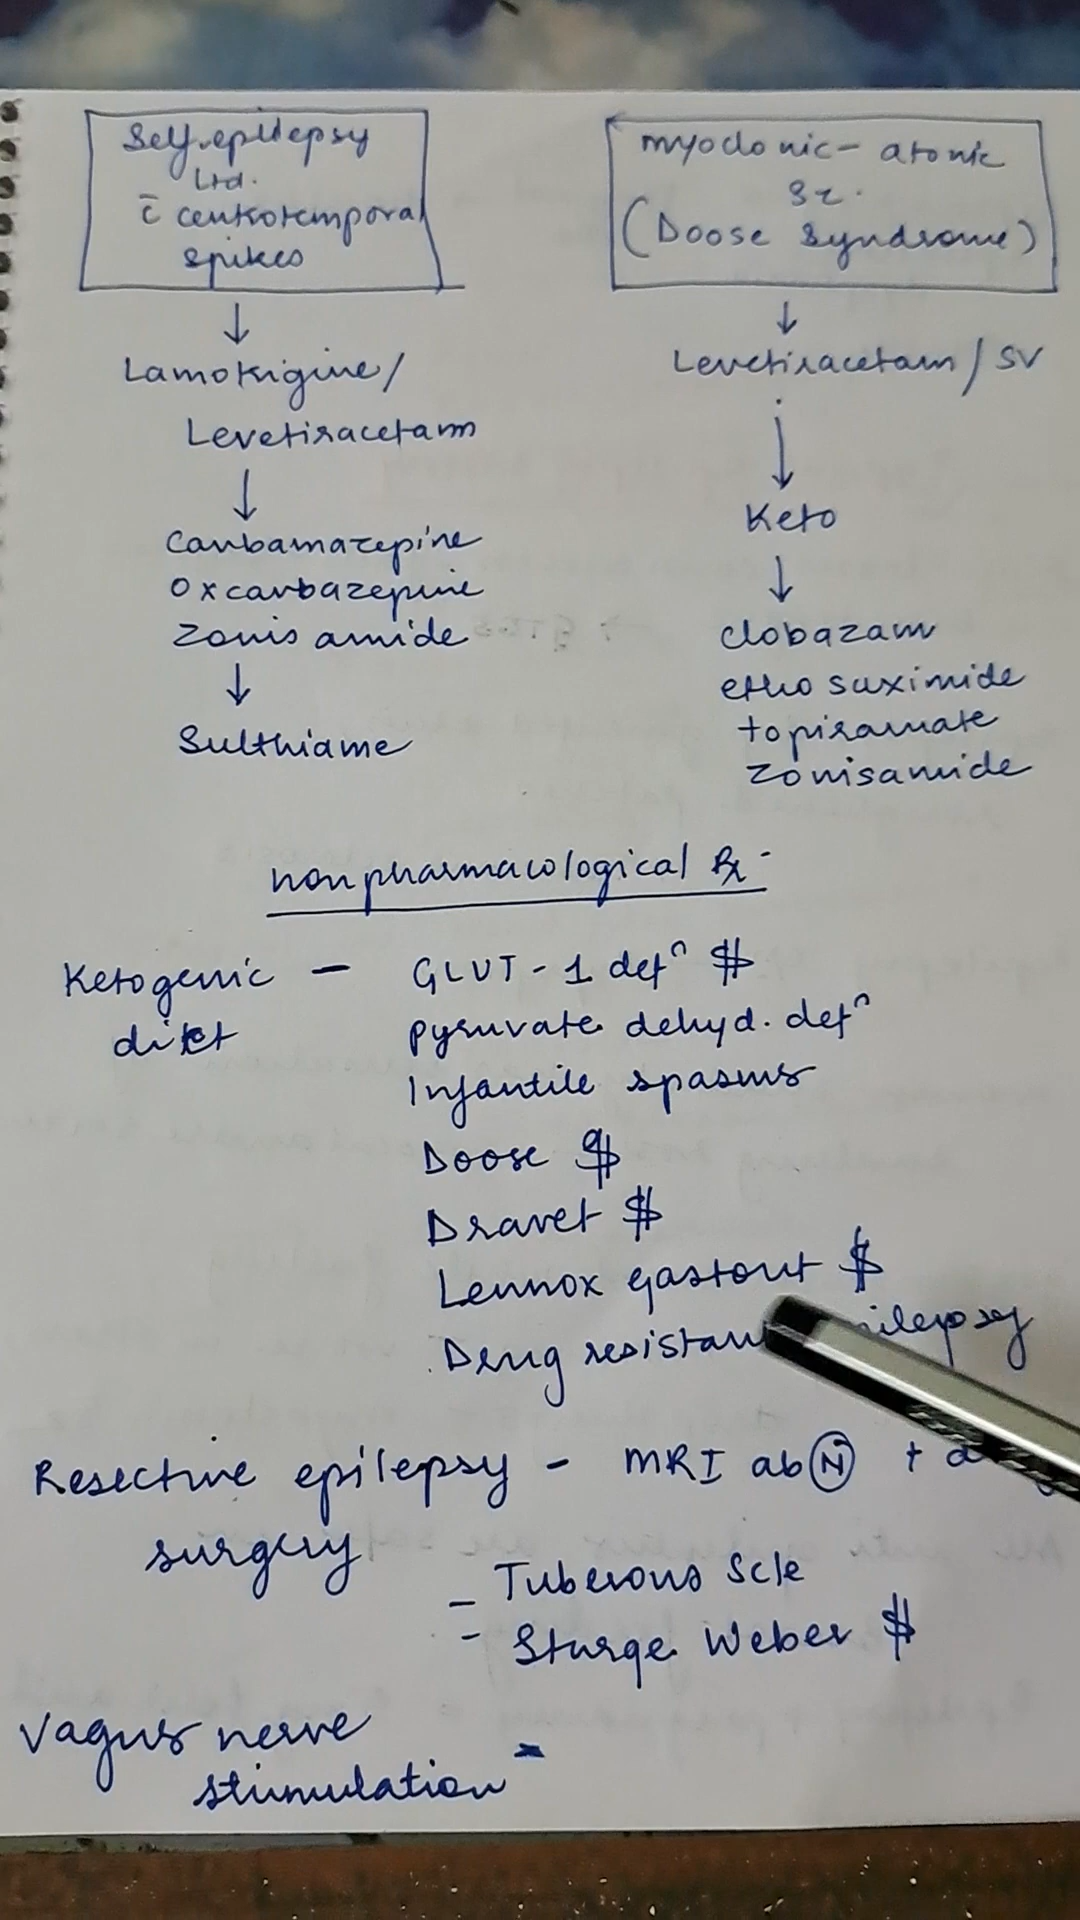 Self epilepsy
Ltd.
c̄ centrotemporal
spikes
↓
Lamotrigine/
Levetiracetam
↓
Carbamazepine
Oxcarbazepine
Zonisamide
↓
Sulthiame
myoclonic - atonic
Sz.
(Doose Syndrome)
↓
Levetiracetam / SV
↓
Keto
↓
clobazam
ethosuximide
topiramate
Zonisamide
non pharmacological Rx -
Ketogenic - GLUT-1 defⁿ $
diet pyruvate dehyd. defⁿ
Infantile spasms
Doose $
Dravet $
Lennox gastaut $
Drug
Resective epilepsy - MRI ab(N) +
surgery
- Tuberous Scle
- Sturge Weber $
Vagus nerve
stimulation -